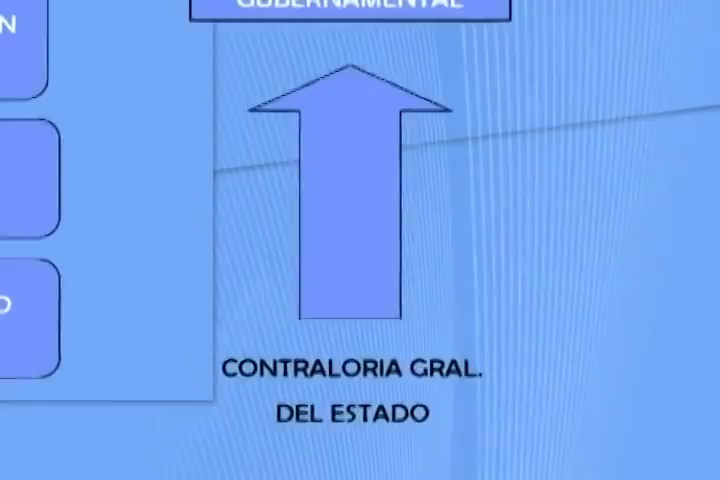 GUBERNAMENTAL
N
O
CONTRALORIA GRAL.
DEL ESTADO